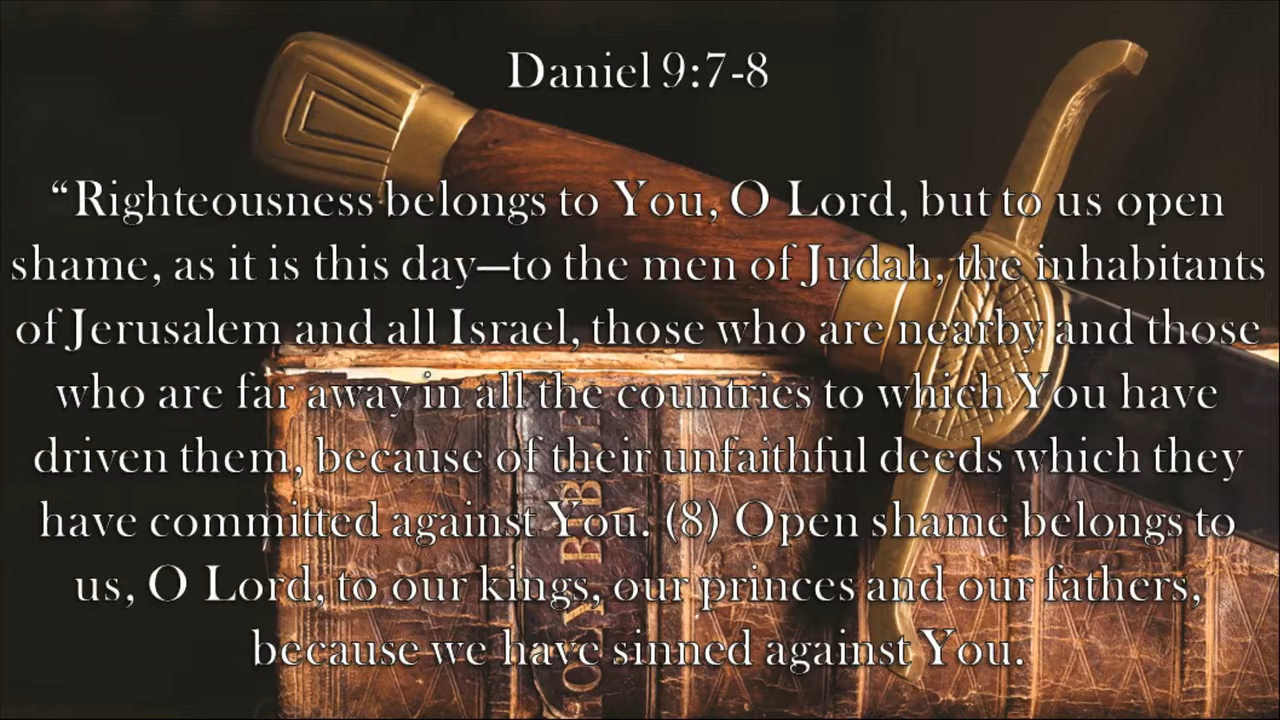 Daniel 9:7-8
“Righteousness belongs to You, O Lord, but to us open
shame, as it is this day—to the men of Judah, the inhabitants
of Jerusalem and all Israel, those who are nearby and those
who are far away in all the countries to which You have
driven them, because of their unfaithful deeds which they
have committed against You. (8) Open shame belongs to
us, O Lord, to our kings, our princes and our fathers,
because we have sinned against You.